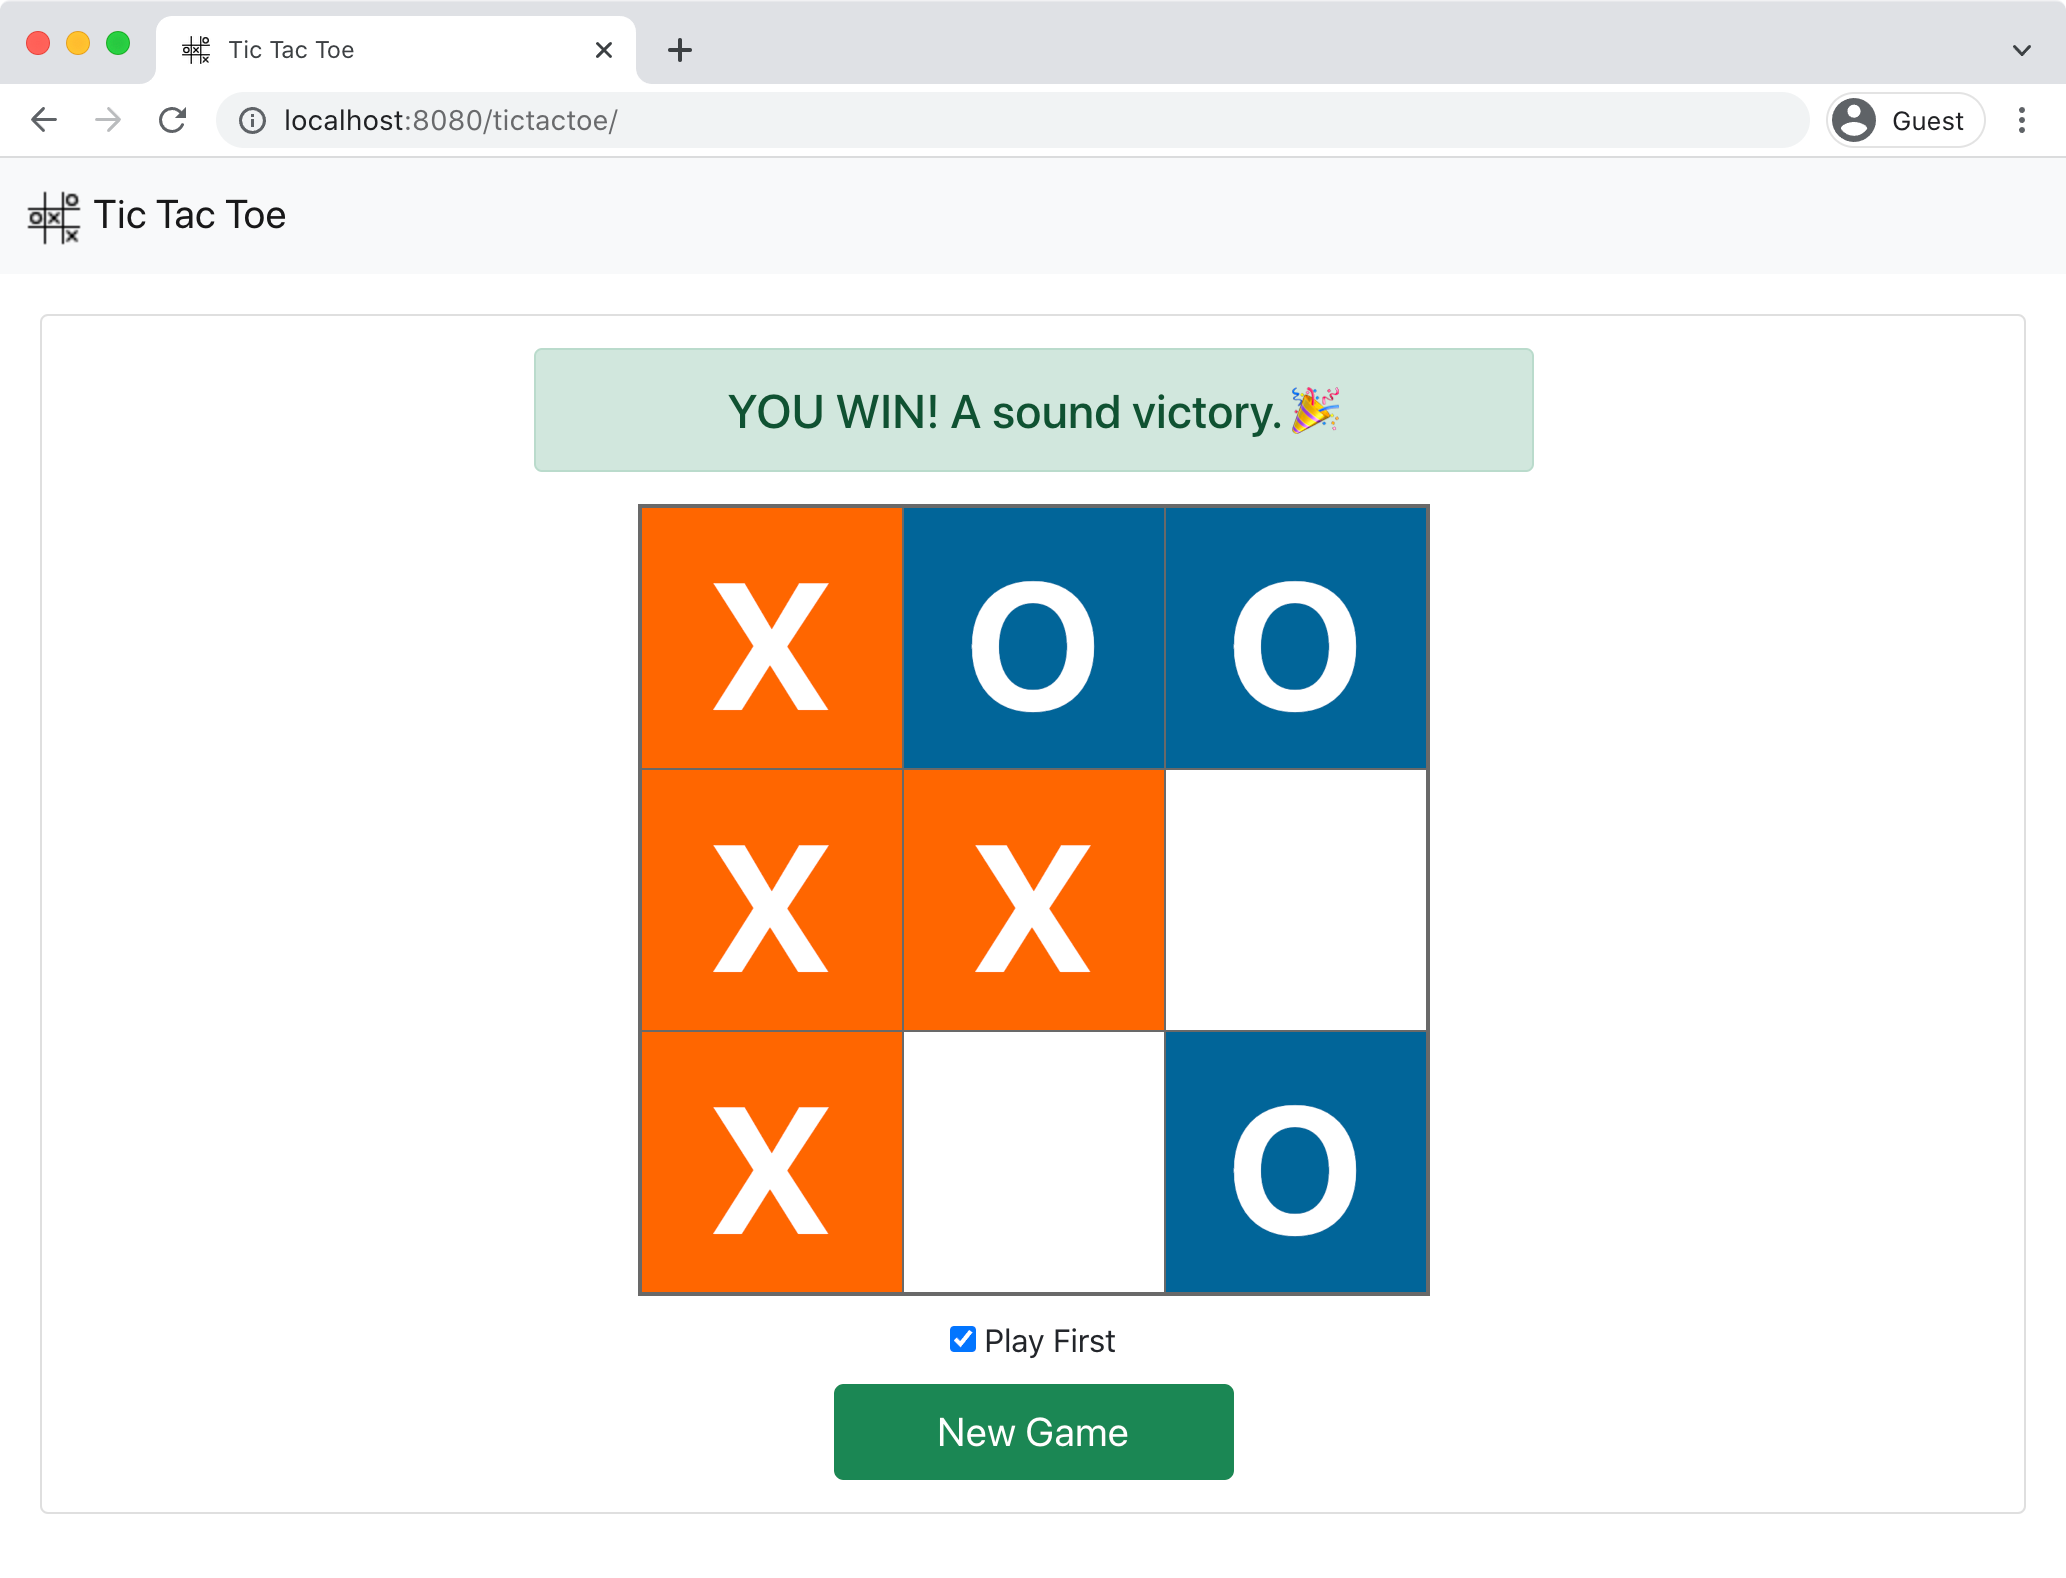 Tic Tac Toe
localhost:8080/tictactoe/
Guest
Tic Tac Toe
YOU WIN! A sound victory.🎉
X O O
X X
X O
Play First
New Game